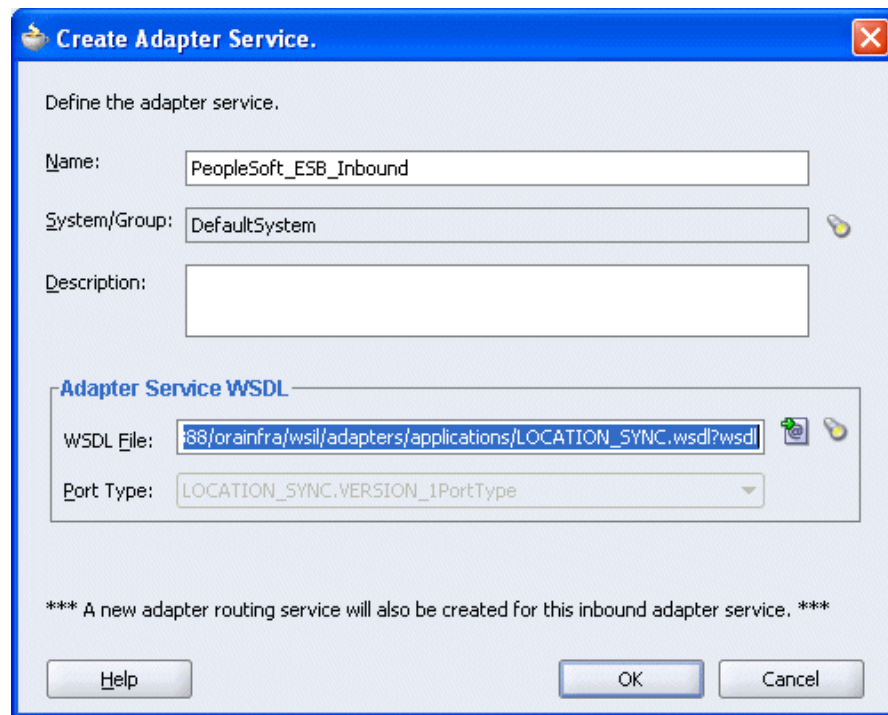 Create Adapter Service.
Define the adapter service.
Name: PeopleSoft_ESB_Inbound
System/Group: DefaultSystem
Description:
Adapter Service WSDL
WSDL File: 88/orainfra/wsil/adapters/applications/LOCATION_SYNC.wsdl?wsdl
Port Type: LOCATION_SYNC.VERSION_1PortType
*** A new adapter routing service will also be created for this inbound adapter service. ***
Help OK Cancel